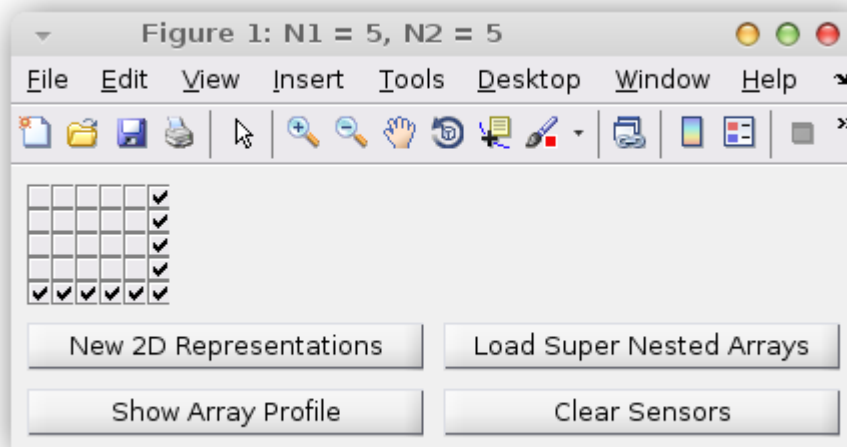 Figure 1: N1 = 5, N2 = 5
File Edit View Insert Tools Desktop Window Help
New 2D Representations Load Super Nested Arrays
Show Array Profile Clear Sensors